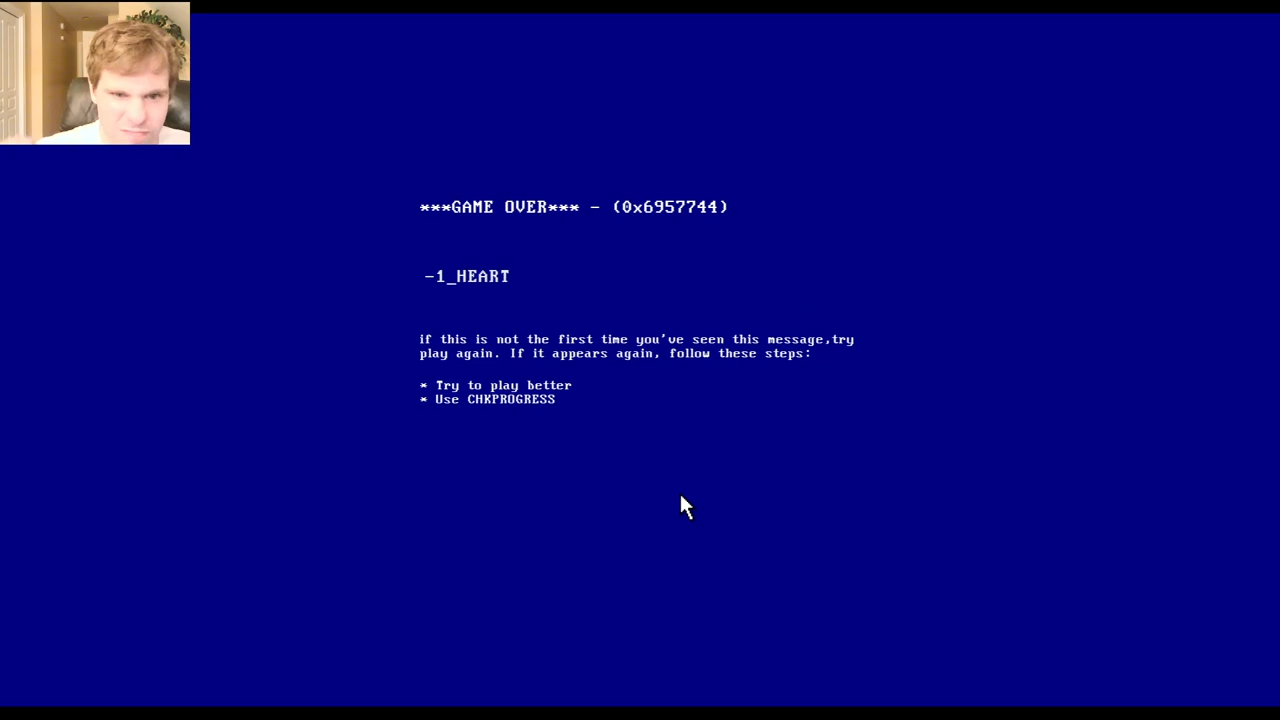 ***GAME OVER*** - (0x6957744)
-1_HEART
if this is not the first time you've seen this message,try
play again. If it appears again, follow these steps:
* Try to play better
* Use CHKPROGRESS